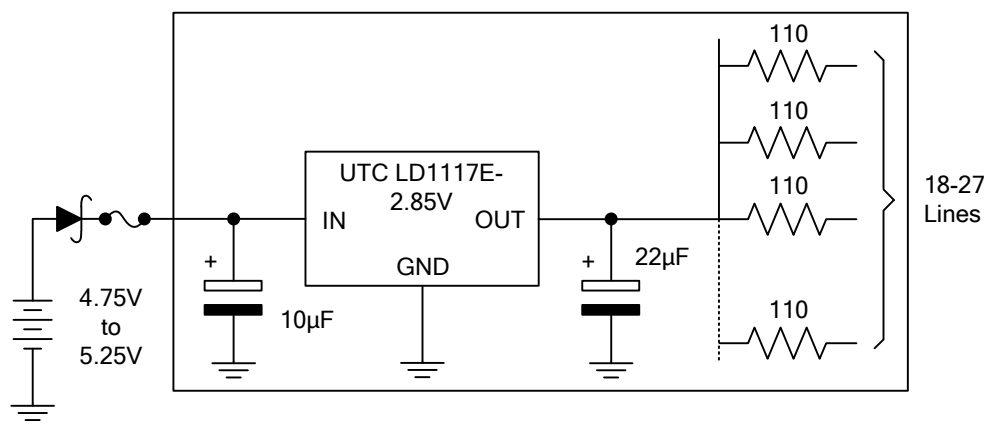 110
110
UTC LD1117E-
2.85V
110
18-27
Lines
IN
OUT
GND
+
+
22µF
4.75V
to
5.25V
10µF
110